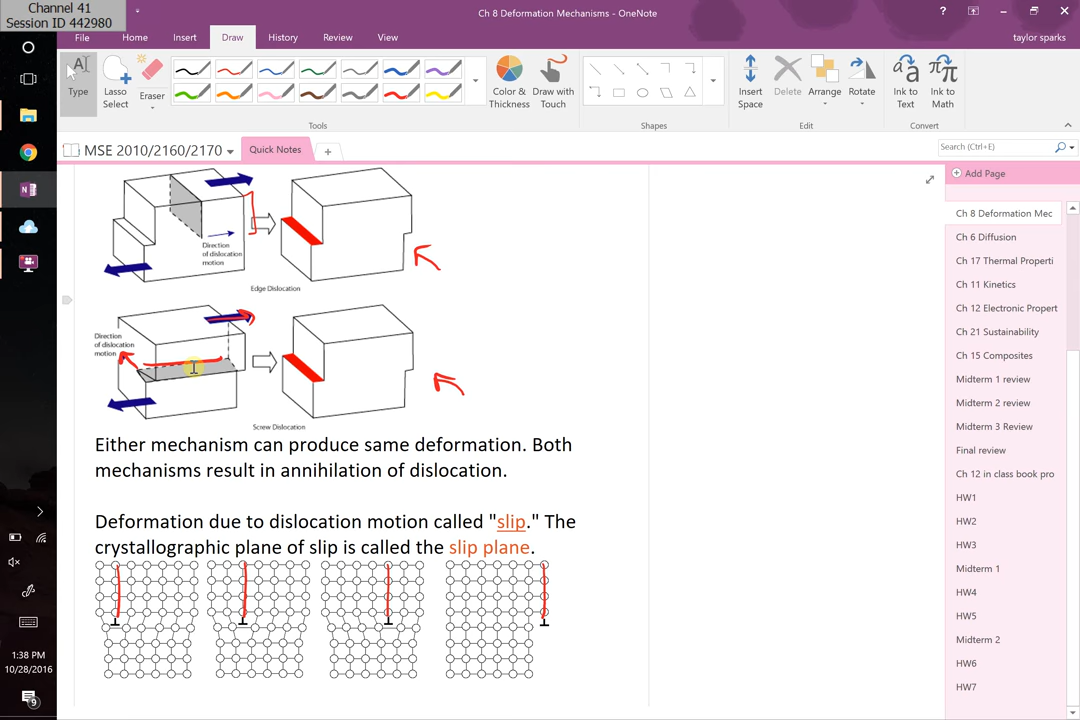 Channel 41
Session ID 442980
Ch 8 Deformation Mechanisms - OneNote
File
Home
Insert
Draw
History
Review
View
taylor sparks
Type
Lasso
Select
Eraser
Color &
Thickness
Draw with
Touch
Insert
Space
Delete
Arrange
Rotate
Ink to
Text
Ink to
Math
Tools
Shapes
Edit
Convert
MSE 2010/2160/2170
Quick Notes
Search (Ctrl+E)
Add Page
Ch 8 Deformation Mec
Ch 6 Diffusion
Ch 17 Thermal Properti
Ch 11 Kinetics
Ch 12 Electronic Propert
Ch 21 Sustainability
Ch 15 Composites
Midterm 1 review
Midterm 2 review
Midterm 3 Review
Final review
Ch 12 in class book pro
HW1
HW2
HW3
Midterm 1
HW4
HW5
Midterm 2
HW6
HW7
Direction
of dislocation
motion
Edge Dislocation
Direction
of dislocation
motion
Screw Dislocation
Either mechanism can produce same deformation. Both
mechanisms result in annihilation of dislocation.
Deformation due to dislocation motion called "slip." The
crystallographic plane of slip is called the slip plane.
1:38 PM
10/28/2016
9